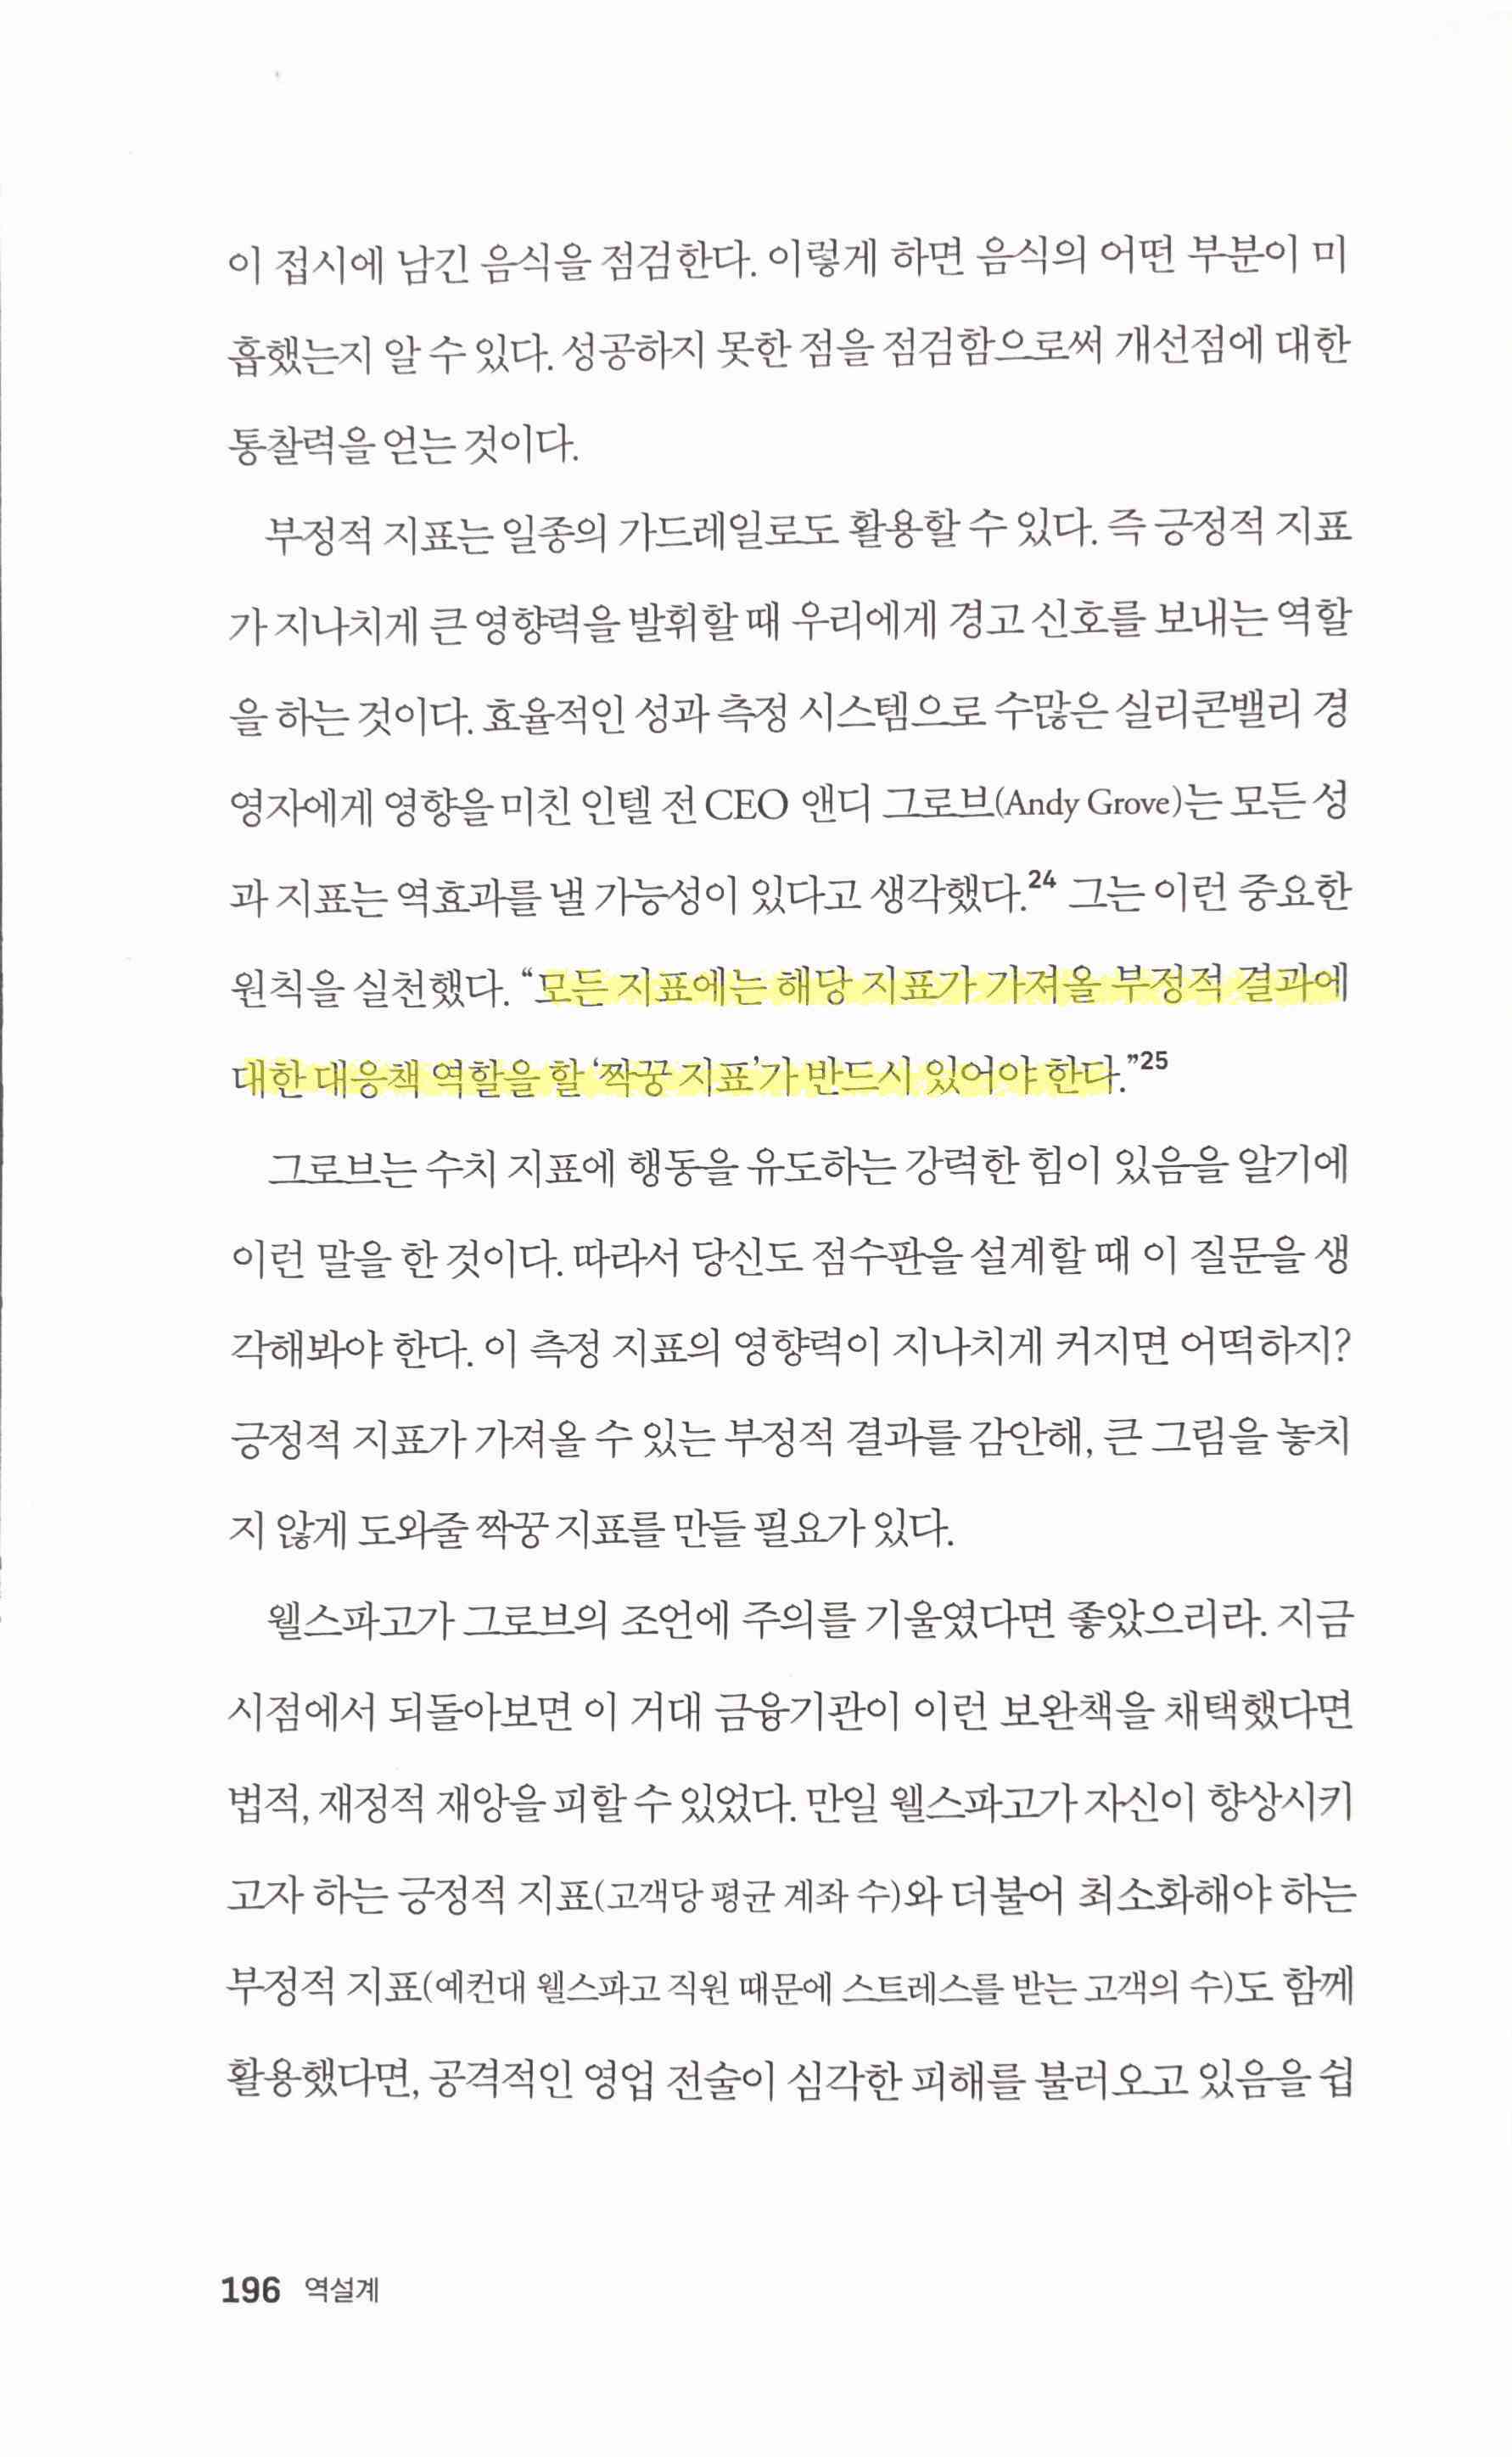 이 접시에 남긴 음식을 점검한다. 이렇게 하면 음식의 어떤 부분이 미
흡했는지 알 수 있다. 성공하지 못한 점을 점검함으로써 개선점에 대한
통찰력을 얻는 것이다.
부정적 지표는 일종의 가드레일로도 활용할 수 있다. 즉 긍정적 지표
가 지나치게 큰 영향력을 발휘할 때 우리에게 경고 신호를 보내는 역할
을 하는 것이다. 효율적인 성과 측정 시스템으로 수많은 실리콘밸리 경
영자에게 영향을 미친 인텔 전 CEO 앤디 그로브(Andy Grove)는 모든 성
과 지표는 역효과를 낼 가능성이 있다고 생각했다.24 그는 이런 중요한
원칙을 실천했다. “모든 지표에는 해당 지표가 가져올 부정적 결과에
대한 대응책 역할을 할 ‘짝꿍 지표’가 반드시 있어야 한다.”25
그로브는 수치 지표에 행동을 유도하는 강력한 힘이 있음을 알기에
이런 말을 한 것이다. 따라서 당신도 점수판을 설계할 때 이 질문을 생
각해봐야 한다. 이 측정 지표의 영향력이 지나치게 커지면 어떡하지?
긍정적 지표가 가져올 수 있는 부정적 결과를 감안해, 큰 그림을 놓치
지 않게 도와줄 짝꿍 지표를 만들 필요가 있다.
웰스파고가 그로브의 조언에 주의를 기울였다면 좋았으리라. 지금
시점에서 되돌아보면 이 거대 금융기관이 이런 보완책을 채택했다면
법적, 재정적 재앙을 피할 수 있었다. 만일 웰스파고가 자신이 향상시키
고자 하는 긍정적 지표(고객당 평균 계좌 수)와 더불어 최소화해야 하는
부정적 지표(예컨대 웰스파고 직원 때문에 스트레스를 받는 고객의 수)도 함께
활용했다면, 공격적인 영업 전술이 심각한 피해를 불러오고 있음을 쉽
196 역설계